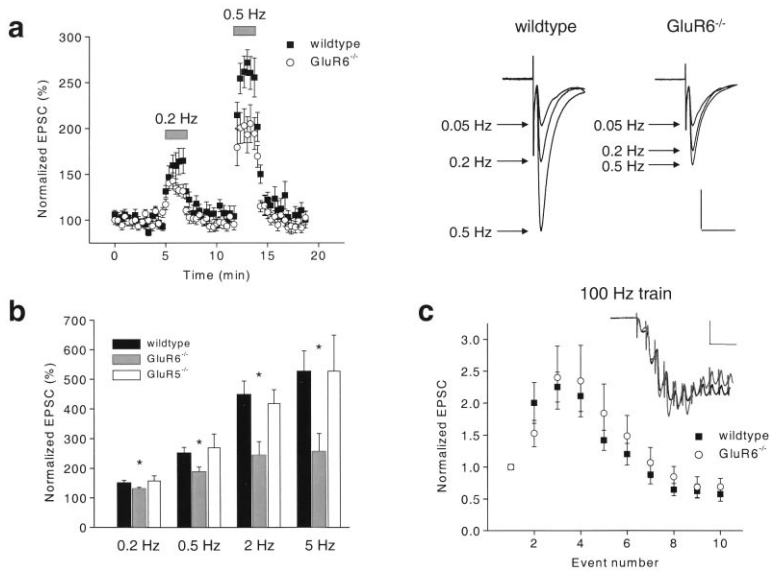 a
Normalized EPSC (%)
300
250
200
150
100
0
5
10
15
20
Time (min)
0.2 Hz
0.5 Hz
wildtype
GluR6-/-
wildtype
0.05 Hz
0.2 Hz
0.5 Hz
GluR6-/-
0.05 Hz
0.2 Hz
0.5 Hz
b
Normalized EPSC (%)
700
600
500
400
300
200
100
0
wildtype
GluR6-/-
GluR5-/-
*
*
*
*
0.2 Hz
0.5 Hz
2 Hz
5 Hz
c
100 Hz train
Normalized EPSC
3.0
2.5
2.0
1.5
1.0
0.5
0.0
wildtype
GluR6-/-
2
4
6
8
10
Event number